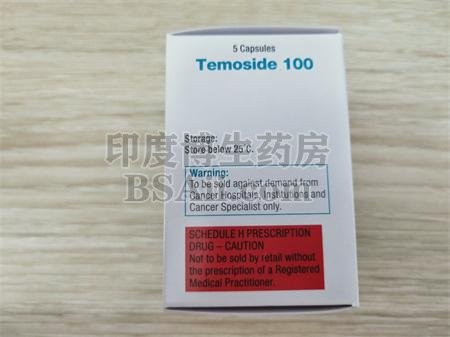 5 Capsules
Temoside 100
Storage:
Store below 25°C.
印度博生药房
Warning:
To be sold against demand from
Cancer Hospitals, Institutions and
Cancer Specialist only.
SCHEDULE H PRESCRIPTION
DRUG – CAUTION
Not to be sold by retail without
the prescription of a Registered
Medical Practitioner.